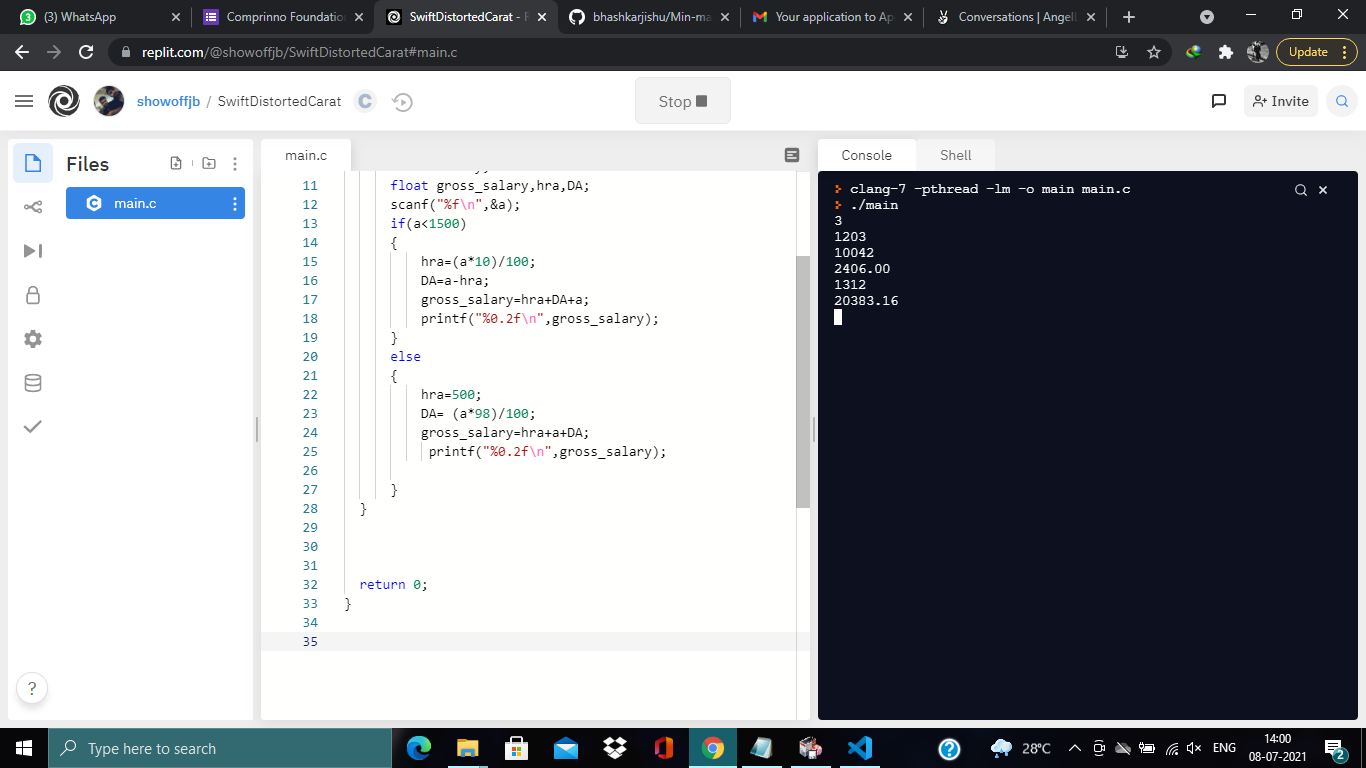 (3) WhatsApp
Comprinno Foundation
SwiftDistortedCarat - R
bhashkarjishu/Min-ma
Your application to Ap
Conversations | Angell
replit.com/@showoffjb/SwiftDistortedCarat#main.c
Update
showoffjb / SwiftDistortedCarat
C
Stop
Invite
Files
main.c
main.c
11 float gross_salary,hra,DA;
12 scanf("%f\n",&a);
13 if(a<1500)
14 {
15 hra=(a*10)/100;
16 DA=a-hra;
17 gross_salary=hra+DA+a;
18 printf("%0.2f\n",gross_salary);
19 }
20 else
21 {
22 hra=500;
23 DA= (a*98)/100;
24 gross_salary=hra+a+DA;
25 printf("%0.2f\n",gross_salary);
26
27 }
28 }
29
30
31
32 return 0;
33 }
34
35
Console
Shell
clang-7 -pthread -lm -o main main.c
./main
3
1203
10042
2406.00
1312
20383.16
?
Type here to search
28°C
ENG
14:00
08-07-2021
2